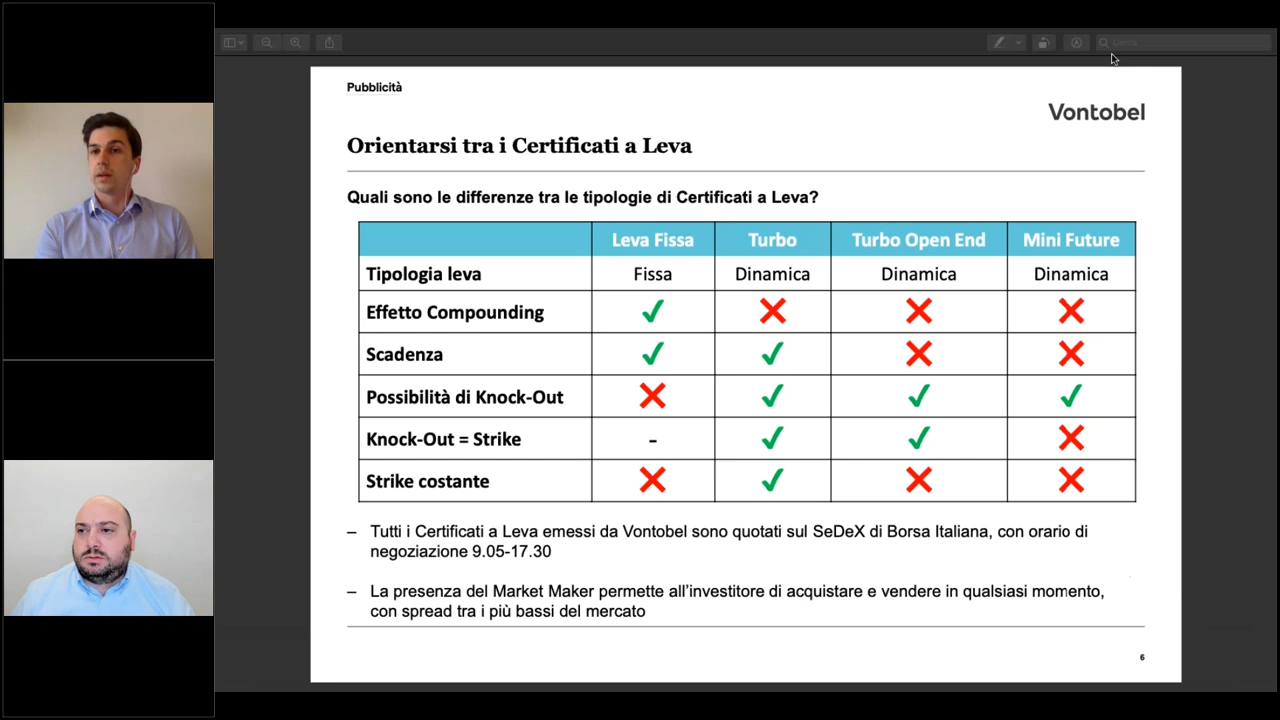 Pubblicità
Vontobel
Orientarsi tra i Certificati a Leva
Quali sono le differenze tra le tipologie di Certificati a Leva?
Leva Fissa Turbo Turbo Open End Mini Future
Tipologia leva Fissa Dinamica Dinamica Dinamica
Effetto Compounding ✓ ✗ ✗ ✗
Scadenza ✓ ✓ ✗ ✗
Possibilità di Knock-Out ✗ ✓ ✓ ✓
Knock-Out = Strike - ✓ ✓ ✗
Strike costante ✗ ✓ ✗ ✗
– Tutti i Certificati a Leva emessi da Vontobel sono quotati sul SeDeX di Borsa Italiana, con orario di
negoziazione 9.05-17.30
– La presenza del Market Maker permette all'investitore di acquistare e vendere in qualsiasi momento,
con spread tra i più bassi del mercato
6